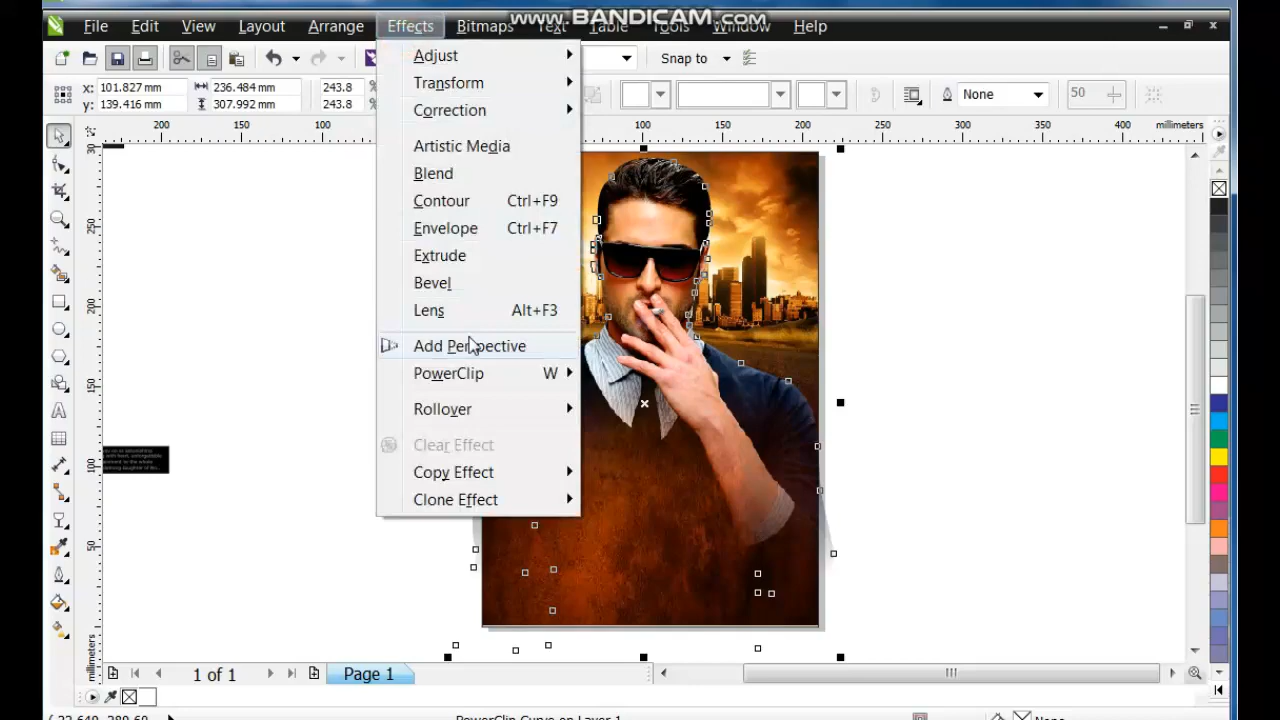 www.BANDICAM.com
File Edit View Layout Arrange Effects Bitmaps Text Table Tools Window Help
x: 101.827 mm 236.484 mm 243.8
y: 139.416 mm 307.992 mm 243.8
Snap to
None
50
200 150 100 100 150 200 250 300 350 400 millimeters
Adjust
Transform
Correction
Artistic Media
Blend
Contour Ctrl+F9
Envelope Ctrl+F7
Extrude
Bevel
Lens Alt+F3
Add Perspective
PowerClip W
Rollover
Clear Effect
Copy Effect
Clone Effect
250
200
150
100
50
millimeters
1 of 1
Page 1
PowerClip Curve on Layer 1
None